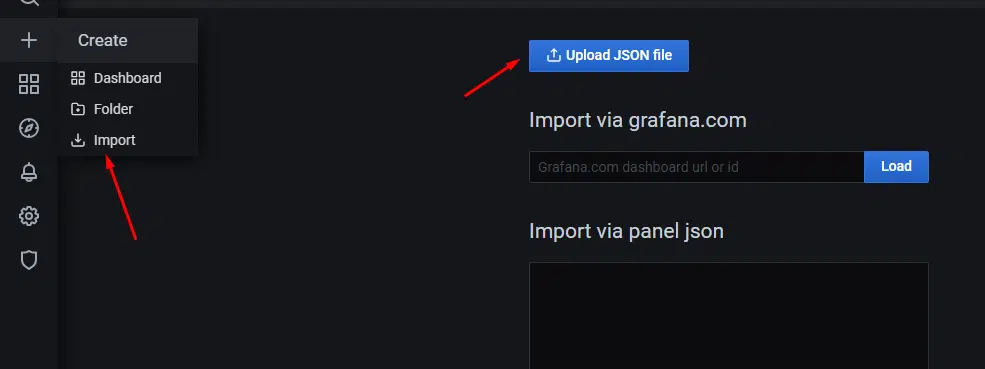 Create
Dashboard
Folder
Import
Upload JSON file
Import via grafana.com
Grafana.com dashboard url or id
Load
Import via panel json